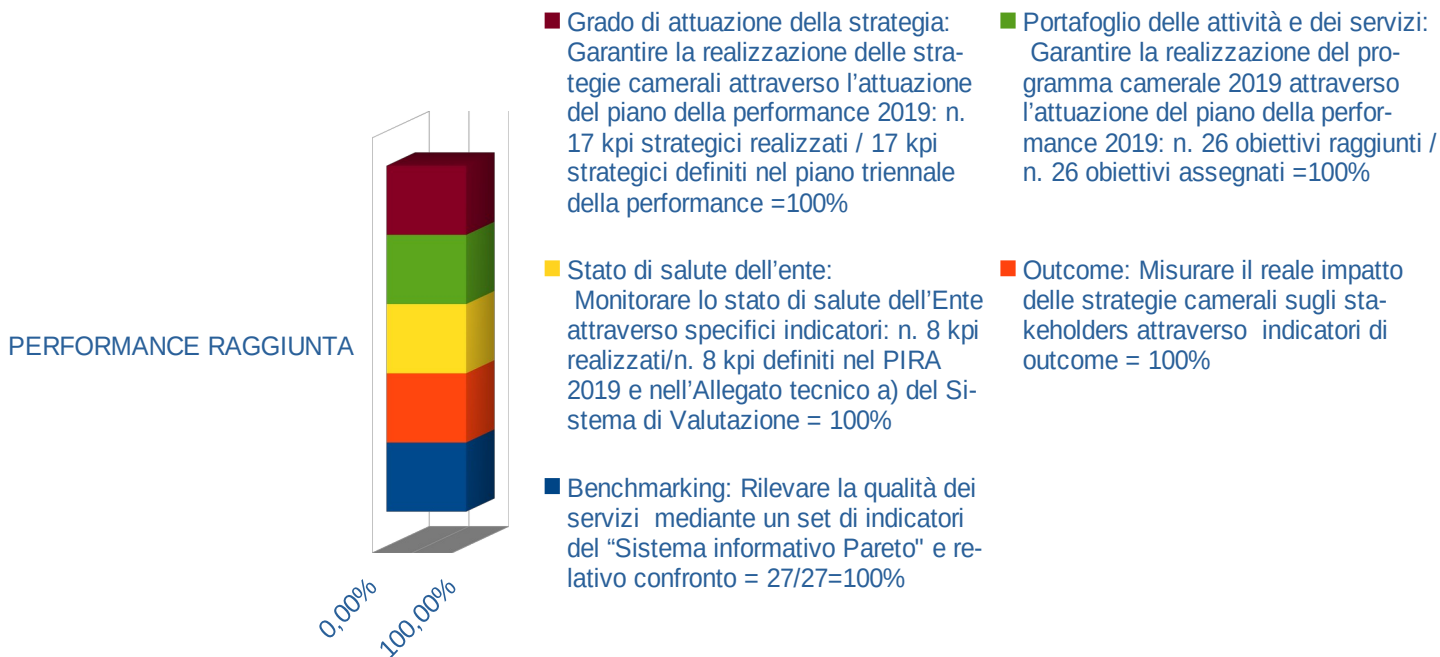 Grado di attuazione della strategia:
Garantire la realizzazione delle stra-
tegie camerali attraverso l’attuazione
del piano della performance 2019: n.
17 kpi strategici realizzati / 17 kpi
strategici definiti nel piano triennale
della performance =100%
Portafoglio delle attività e dei servizi:
Garantire la realizzazione del pro-
gramma camerale 2019 attraverso
l’attuazione del piano della perfor-
mance 2019: n. 26 obiettivi raggiunti /
n. 26 obiettivi assegnati =100%
Stato di salute dell’ente:
Monitorare lo stato di salute dell’Ente
attraverso specifici indicatori: n. 8 kpi
realizzati/n. 8 kpi definiti nel PIRA
2019 e nell’Allegato tecnico a) del Si-
stema di Valutazione = 100%
Outcome: Misurare il reale impatto
delle strategie camerali sugli sta-
keholders attraverso  indicatori di
outcome = 100%
Benchmarking: Rilevare la qualità dei
servizi  mediante un set di indicatori
del “Sistema informativo Pareto" e re-
lativo confronto = 27/27=100%
PERFORMANCE RAGGIUNTA
0,00%
100,00%